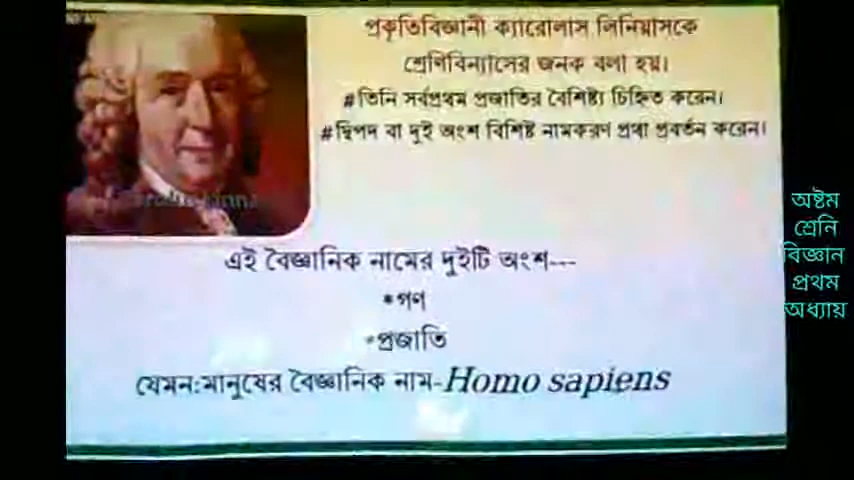 প্রকৃতিবিজ্ঞানী ক্যারোলাস লিনিয়াসকে
শ্রেণিবিন্যাসের জনক বলা হয়।
#তিনি সর্বপ্রথম প্রজাতির বৈশিষ্ট্য চিহ্নিত করেন।
#দ্বিপদ বা দুই অংশ বিশিষ্ট নামকরণ প্রথা প্রবর্তন করেন।
এই বৈজ্ঞানিক নামের দুইটি অংশ---
*গণ
*প্রজাতি
যেমন:মানুষের বৈজ্ঞানিক নাম-Homo sapiens
অষ্টম
শ্রেনি
বিজ্ঞান
প্রথম
অধ্যায়